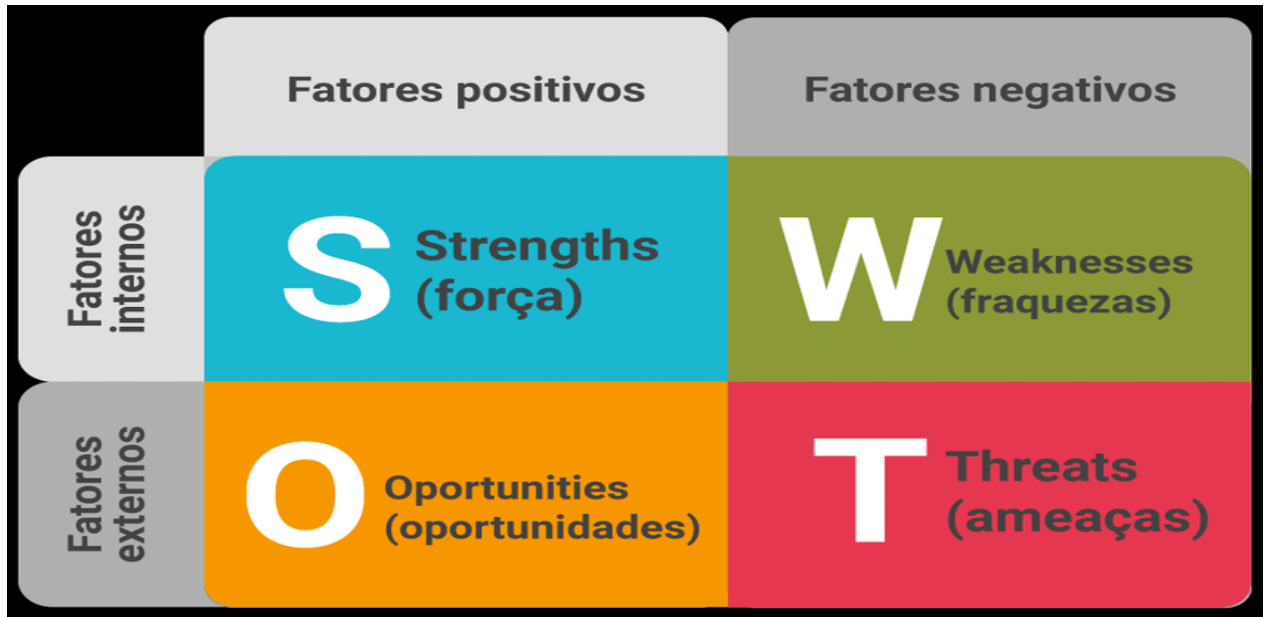 Fatores positivos
Fatores negativos
Fatores
internos
S
Strengths
(força)
W
Weaknesses
(fraquezas)
Fatores
externos
O
Oportunities
(oportunidades)
T
Threats
(ameaças)